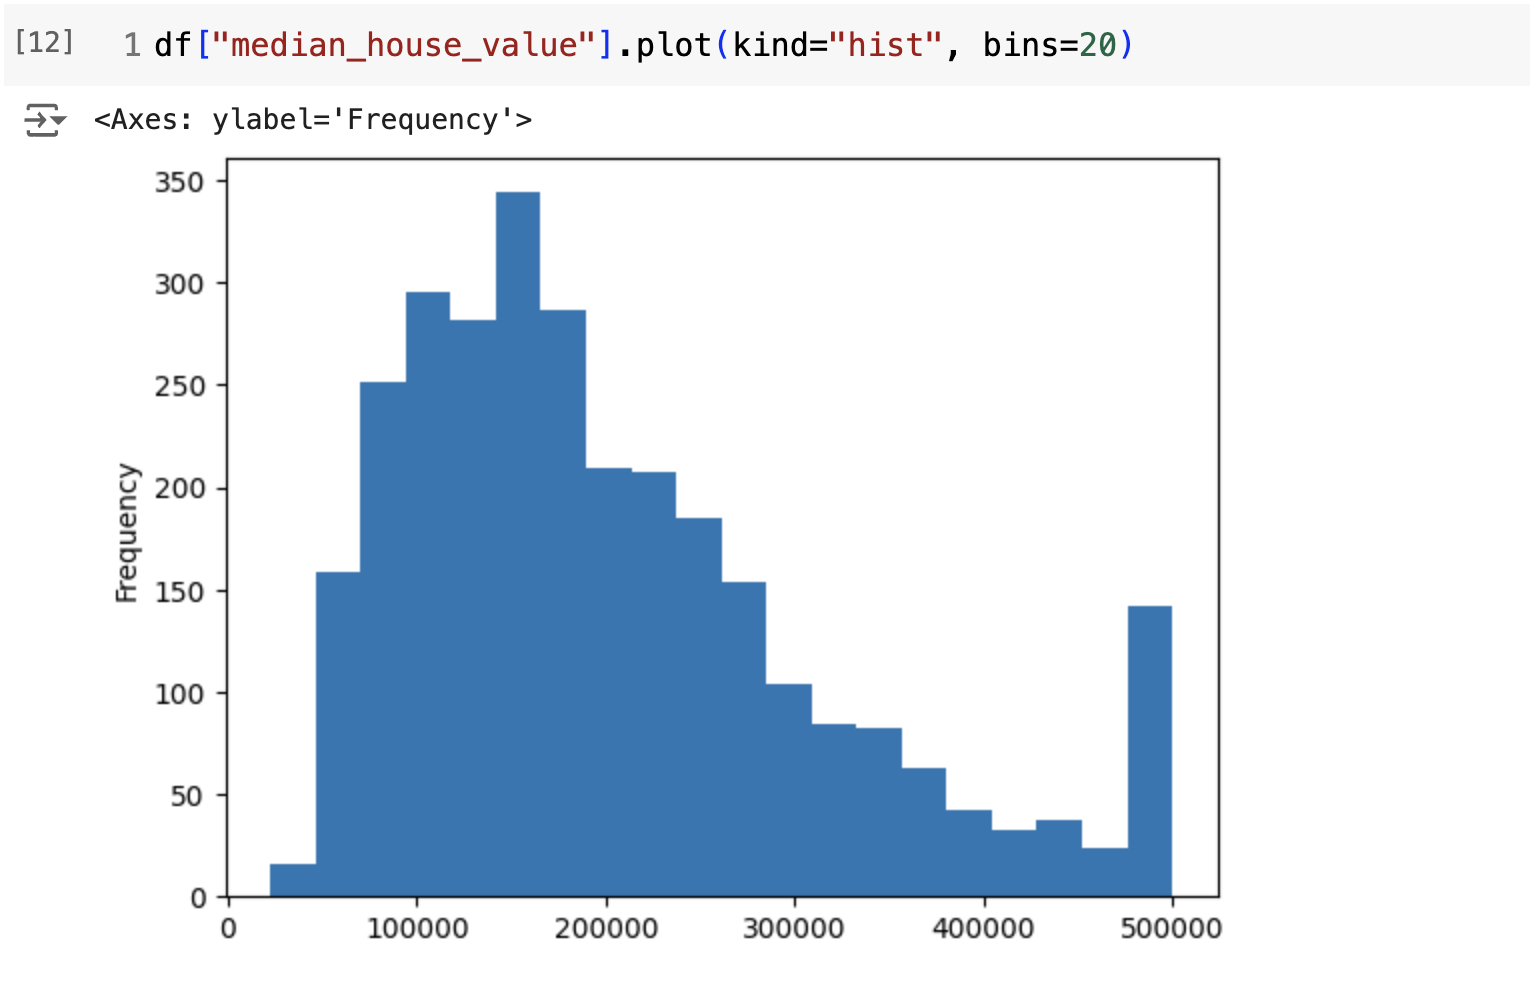 [12] 1 df["median_house_value"].plot(kind="hist", bins=20)
<Axes: ylabel='Frequency'>
350
300
250
200
150
100
50
0
Frequency
0 100000 200000 300000 400000 500000